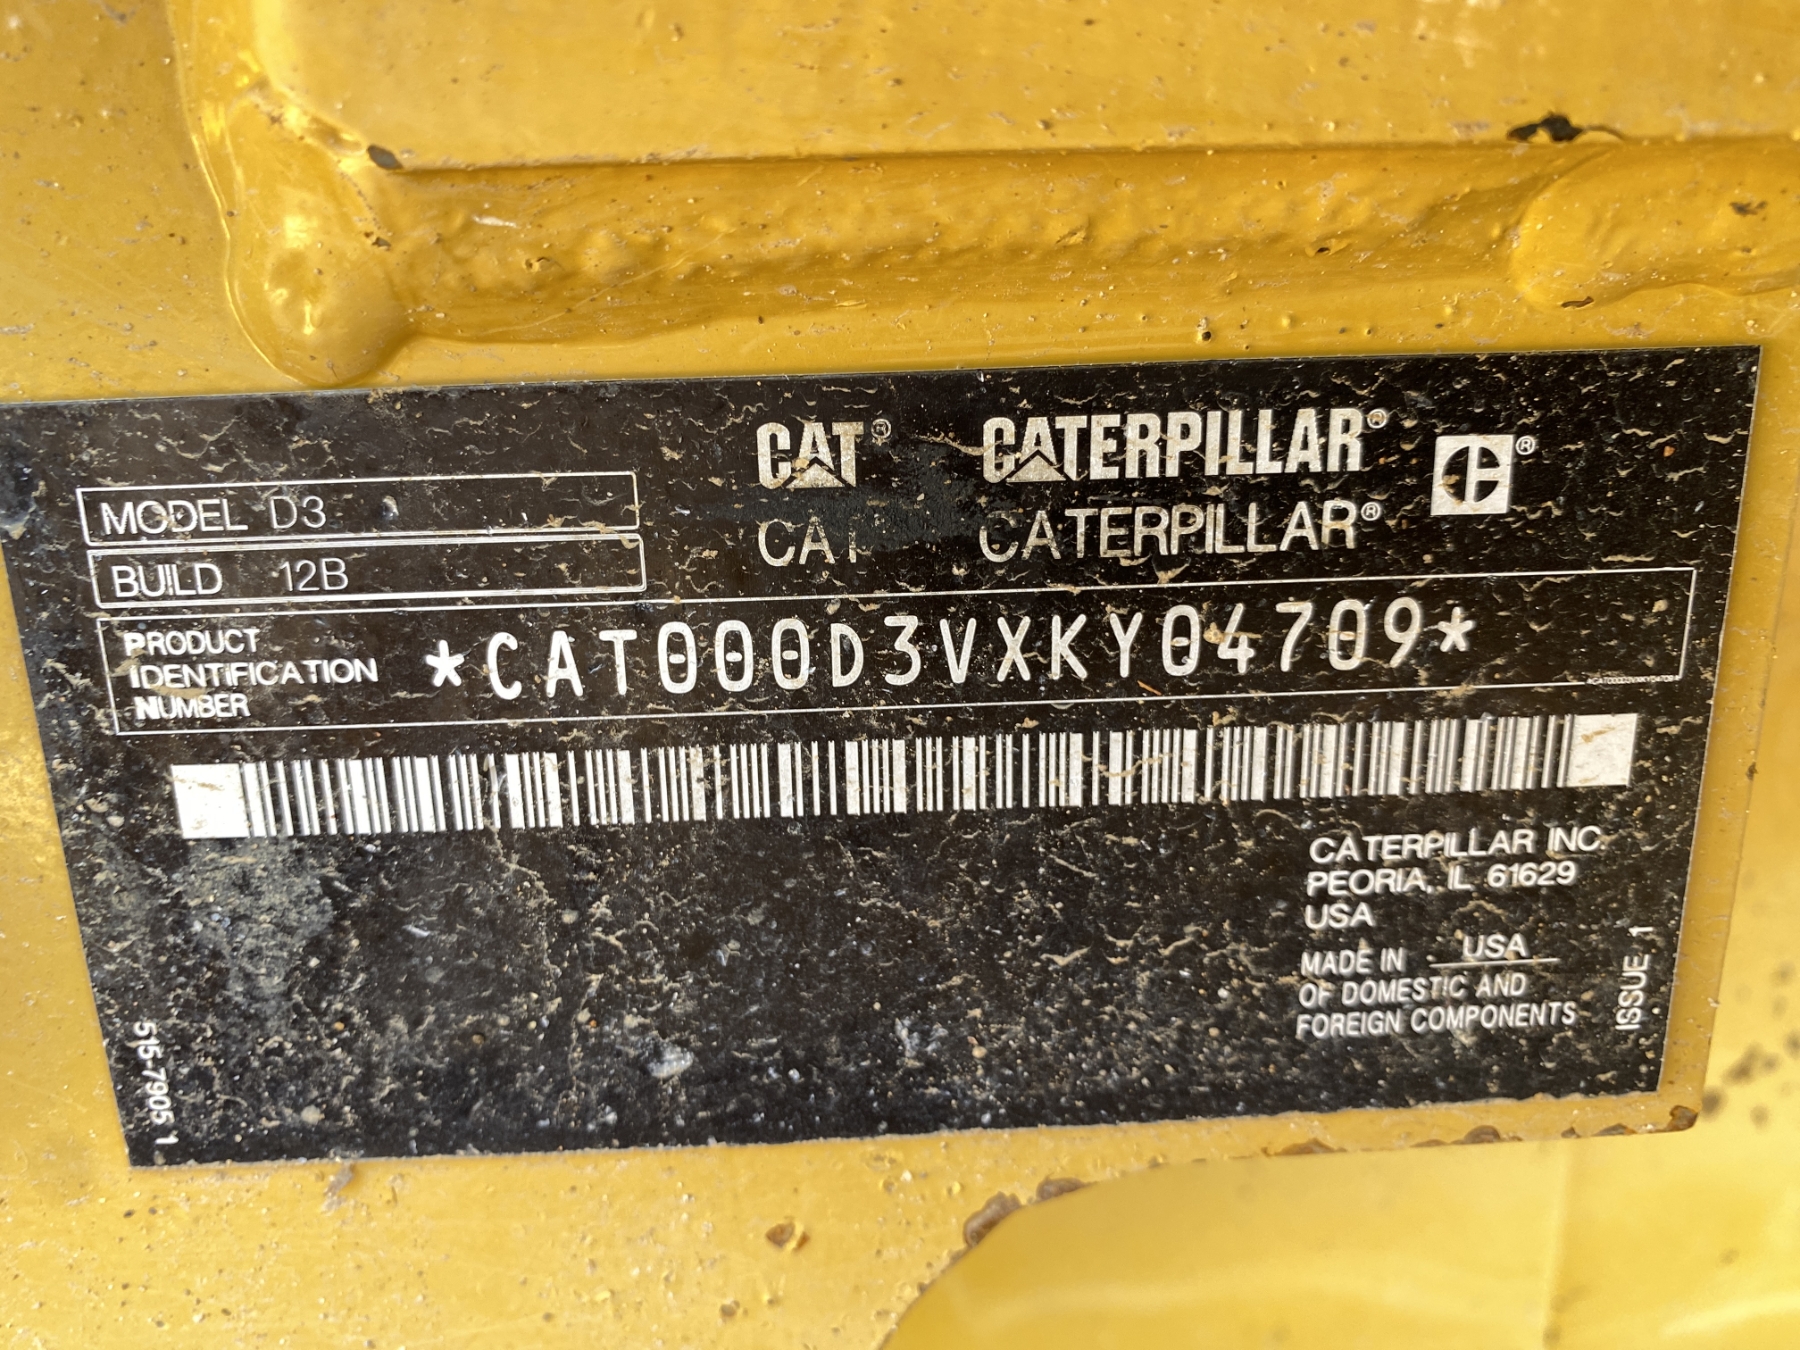 CAT® CATERPILLAR® ®
CAT CATERPILLAR®
MODEL D3
BUILD 12B
PRODUCT
IDENTIFICATION
NUMBER
*CAT000D3VXKY04709*
CATERPILLAR INC.
PEORIA, IL 61629
USA
MADE IN USA
OF DOMESTIC AND
FOREIGN COMPONENTS
ISSUE 1
515-7905 1